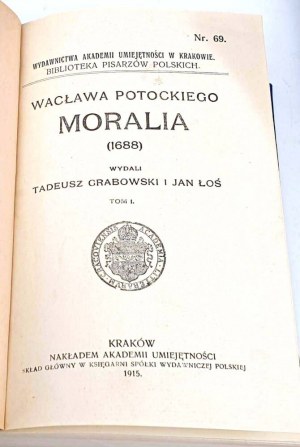 Nr. 69.
WYDAWNICTWA AKADEMII UMIEJĘTNOŚCI W KRAKOWIE.
BIBLIOTEKA PISARZÓW POLSKICH.
WACŁAWA POTOCKIEGO
MORALIA
(1688)
WYDALI
TADEUSZ GRABOWSKI I JAN ŁOŚ
TOM I.
KRAKÓW
NAKŁADEM AKADEMII UMIEJĘTNOŚCI
SKŁAD GŁÓWNY W KSIĘGARNI SPÓŁKI WYDAWNICZEJ POLSKIEJ
1915.